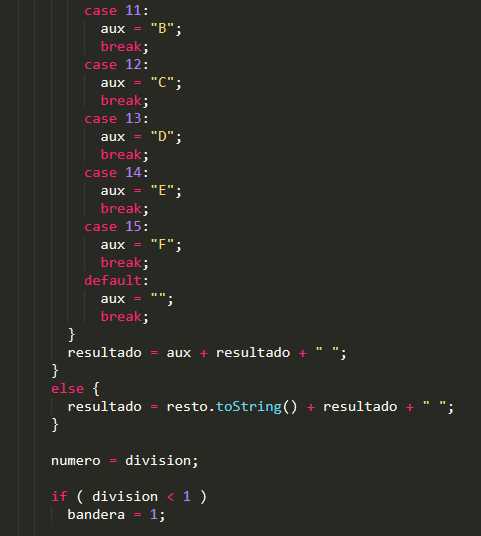 case 11:
aux = "B";
break;
case 12:
aux = "C";
break;
case 13:
aux = "D";
break;
case 14:
aux = "E";
break;
case 15:
aux = "F";
break;
default:
aux = "";
break;
}
resultado = aux + resultado + " ";
}
else {
resultado = resto.toString() + resultado + " ";
}
numero = division;
if ( division < 1 )
bandera = 1;